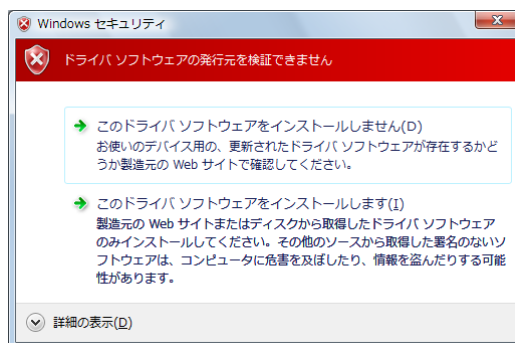 Windows セキュリティ
ドライバ ソフトウェアの発行元を検証できません
このドライバ ソフトウェアをインストールしません(D)
お使いのデバイス用の、更新されたドライバ ソフトウェアが存在するかど
うか製造元の Web サイトで確認してください。
このドライバ ソフトウェアをインストールします(I)
製造元の Web サイトまたはディスクから取得したドライバ ソフトウェア
のみインストールしてください。その他のソースから取得した署名のないソ
フトウェアは、コンピュータに危害を及ぼしたり、情報を盗んだりする可能
性があります。
詳細の表示(D)